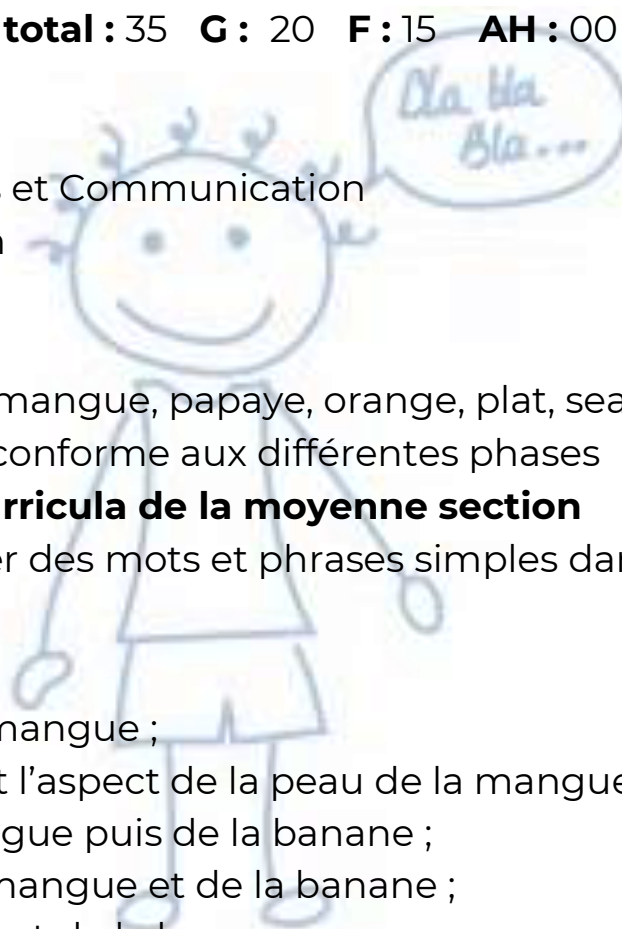 total : 35 G : 20 F : 15 AH : 00
Bla bla
Bla...
et Communication
mangue, papaye, orange, plat, sea
conforme aux différentes phases
rricula de la moyenne section
er des mots et phrases simples dan
mangue ;
t l’aspect de la peau de la mangue
gue puis de la banane ;
mangue et de la banane ;